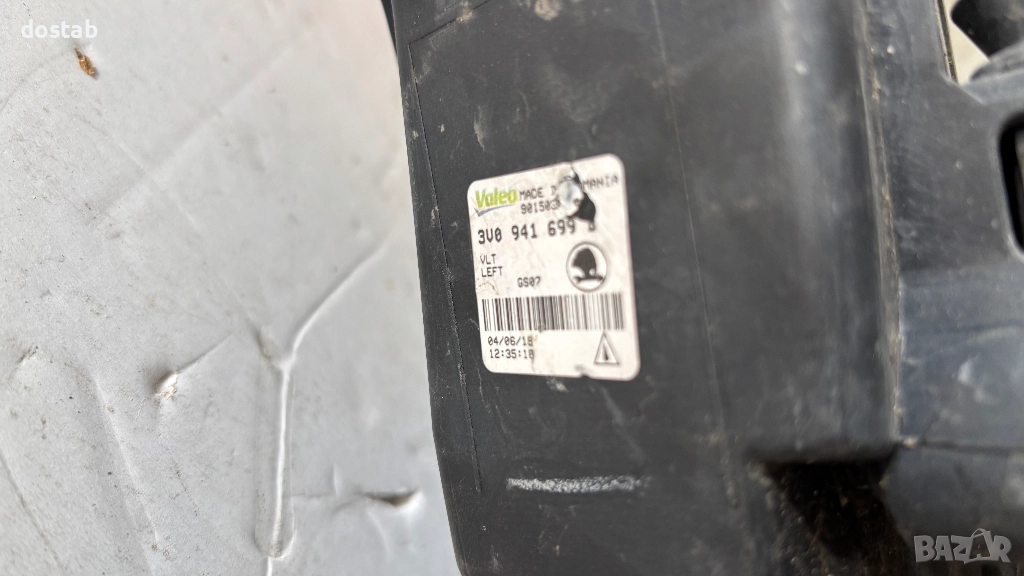 dostab
Valeo MADE
3V0 941 699
VLT
LEFT
GS07
04/06/18
12:35:18
BAZAR